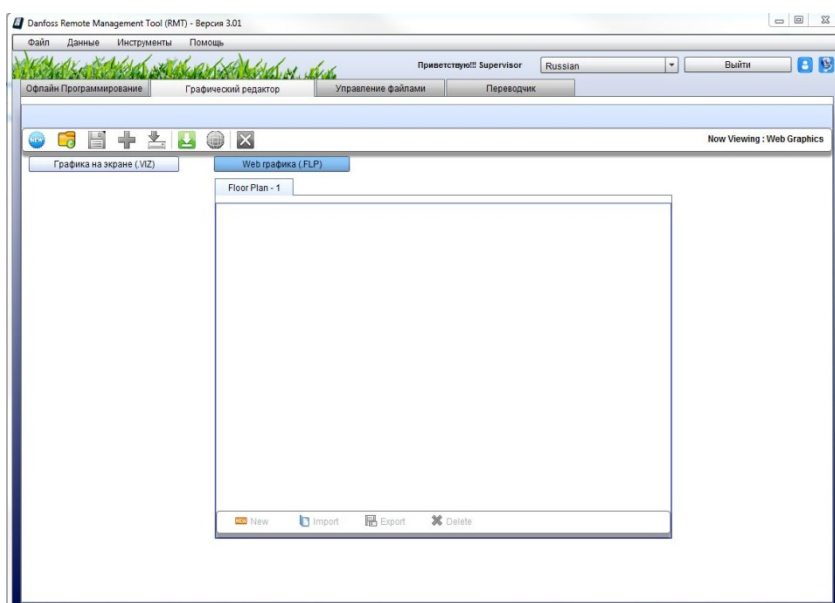 Danfoss Remote Management Tool (RMT) - Версия 3.01
Файл Данные Инструменты Помощь
Приветствую!!! Supervisor Russian Выйти
Офлайн Программирование Графический редактор Управление файлами Переводчик
NEW Now Viewing : Web Graphics
Графика на экране (.VIZ) Web графика (.FLP)
Floor Plan - 1
NEW New Import Export Delete